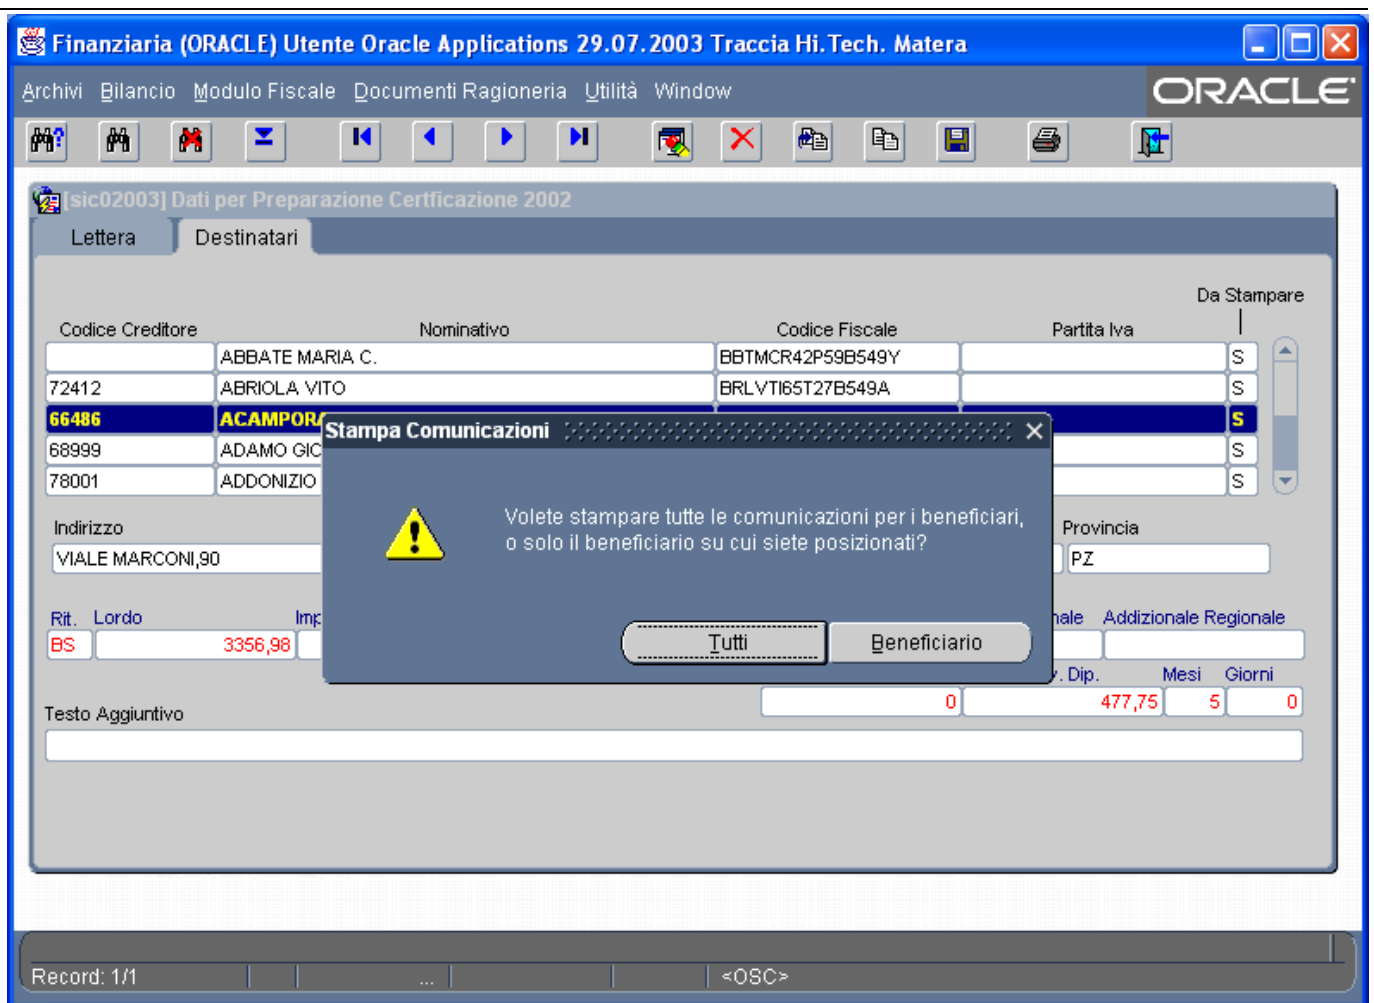 Finanziaria (ORACLE) Utente Oracle Applications 29.07.2003 Traccia Hi.Tech. Matera
Archivi Bilancio Modulo Fiscale Documenti Ragioneria Utilità Window ORACLE
[sic02003] Dati per Preparazione Certficazione 2002
Lettera Destinatari
Da Stampare
Codice Creditore Nominativo Codice Fiscale Partita Iva
ABBATE MARIA C. BBTMCR42P59B549Y S
72412 ABRIOLA VITO BRLVTI65T27B549A S
66486 ACAMPORA S
Stampa Comunicazioni
68999 ADAMO GIO S
78001 ADDONIZIO S
Volete stampare tutte le comunicazioni per i beneficiari,
o solo il beneficiario su cui siete posizionati?
Indirizzo Provincia
VIALE MARCONI,90 PZ
Rit. Lordo Imp nale Addizionale Regionale
BS 3356,98
Tutti Beneficiario
. Dip. Mesi Giorni
0 477,75 5 0
Testo Aggiuntivo
Record: 1/1 ... <OSC>